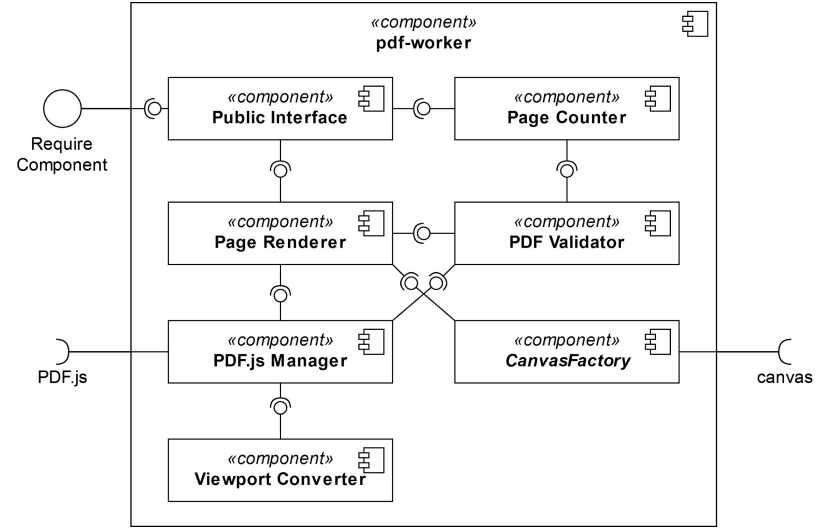 «component»
pdf-worker
«component»
Public Interface
«component»
Page Counter
Require
Component
«component»
Page Renderer
«component»
PDF Validator
«component»
PDF.js Manager
«component»
CanvasFactory
PDF.js
canvas
«component»
Viewport Converter